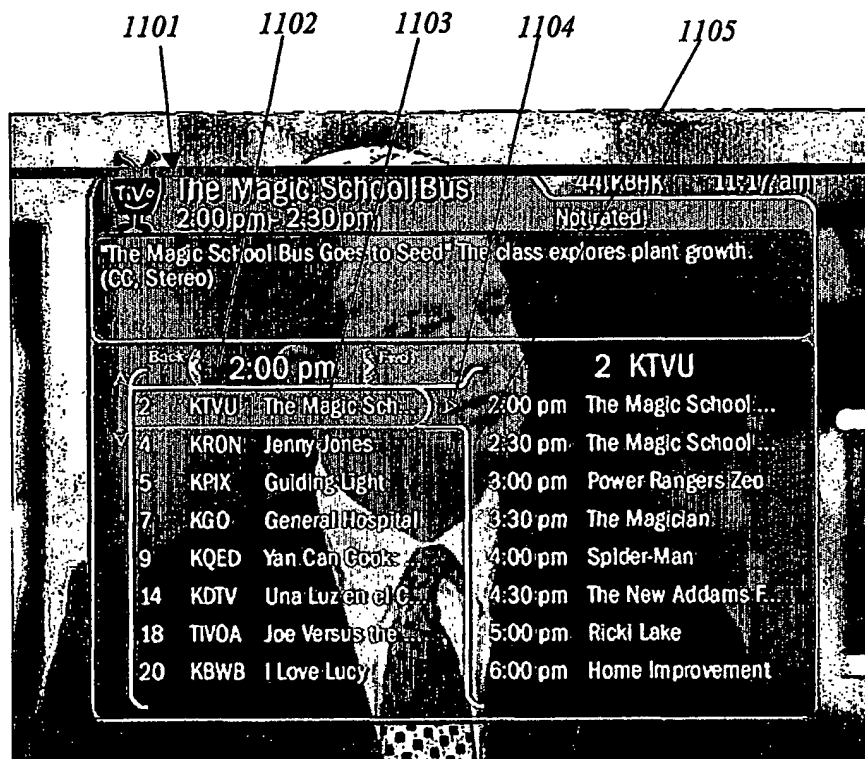 1101 1102 1103 1104 1105
TiVo
The Magic School Bus
44 KBHK 11:17 am
2:00 pm - 2:30 pm
Not rated
"The Magic School Bus Goes to Seed" The class explores plant growth.
(CC, Stereo)
Back 2:00 pm Fwd
2 KTVU
2 KTVU The Magic Sch...
4 KRON Jenny Jones
5 KPIX Guiding Light
7 KGO General Hospital
9 KQED Yan Can Cook:
14 KDTV Una Luz en el C...
18 TIVOA Joe Versus the ...
20 KBWB I Love Lucy
2:00 pm The Magic School ...
2:30 pm The Magic School ...
3:00 pm Power Rangers Zeo
3:30 pm The Magician
4:00 pm Spider-Man
4:30 pm The New Addams F...
5:00 pm Ricki Lake
6:00 pm Home Improvement